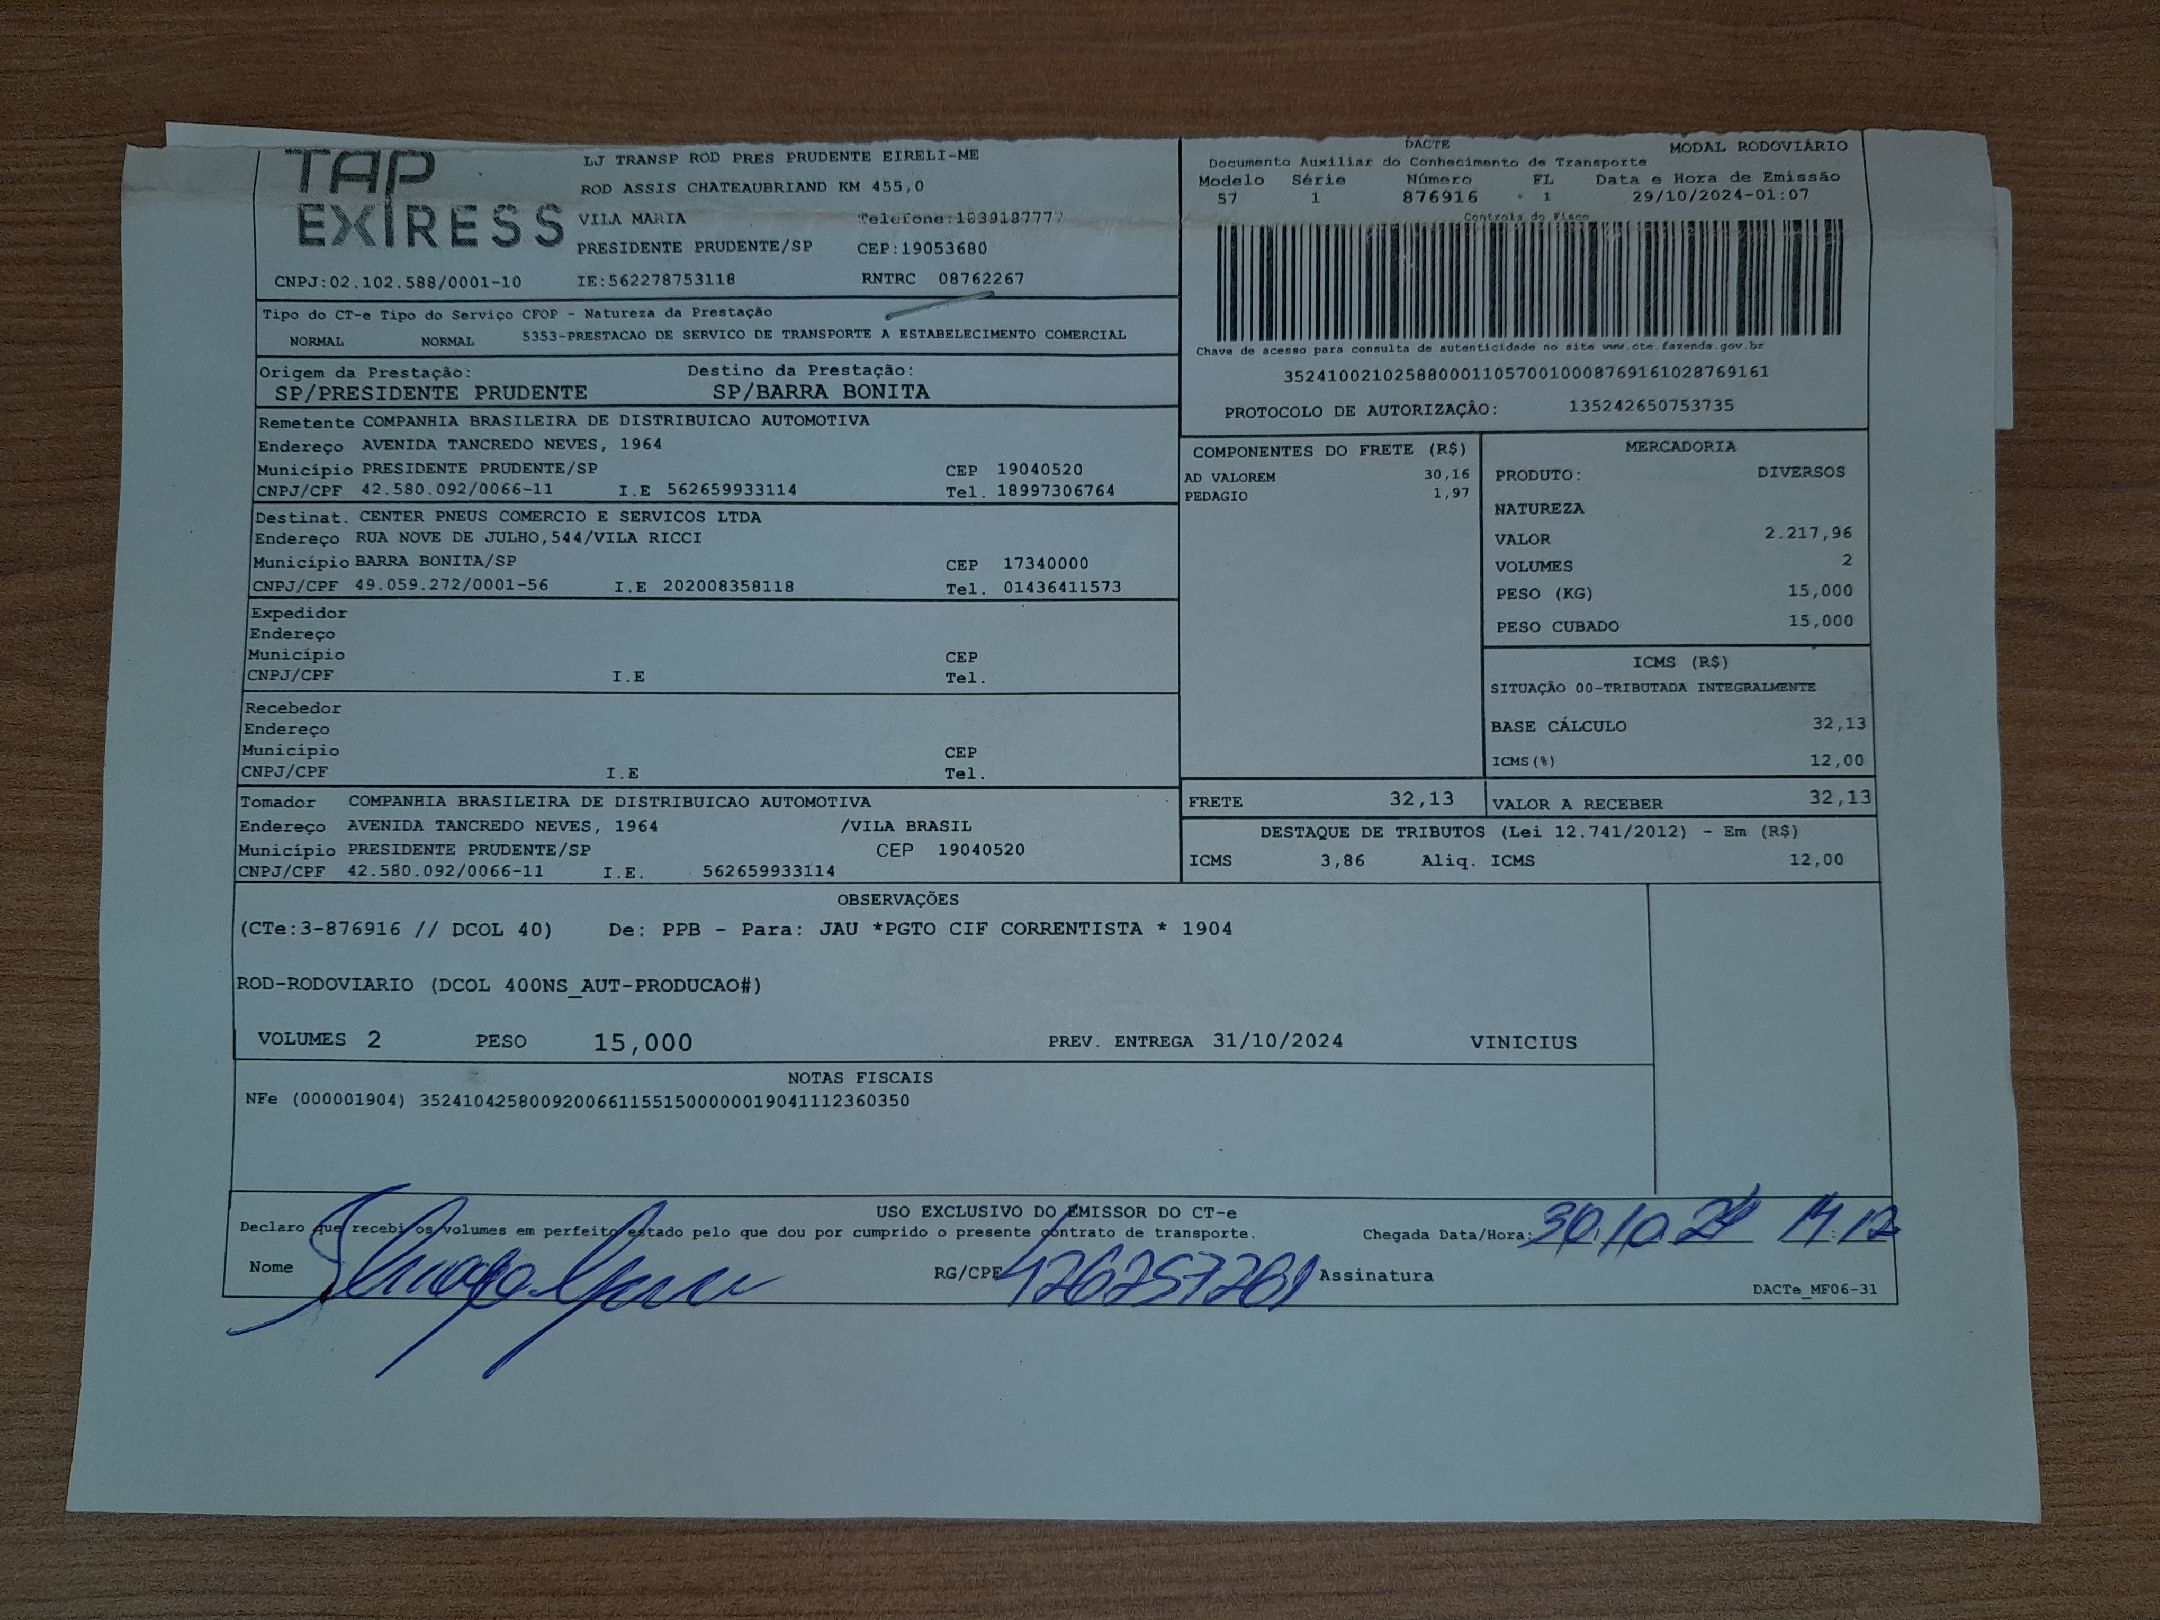 TAP
EXPRESS
LJ TRANSP ROD PRES PRUDENTE EIRELI-ME
ROD ASSIS CHATEAUBRIAND KM 455,0
VILA MARIA Telefone:1839187777
PRESIDENTE PRUDENTE/SP CEP:19053680
CNPJ:02.102.588/0001-10 IE:562278753118 RNTRC 08762267
DACTE MODAL RODOVIÁRIO
Documento Auxiliar do Conhecimento de Transporte
Modelo Série Número FL Data e Hora de Emissão
57 1 876916 1 29/10/2024-01:07
Controle do Fisco
Chave de acesso para consulta de autenticidade no site www.cte.fazenda.gov.br
35241002102588000110570010008769161028769161
PROTOCOLO DE AUTORIZAÇÃO: 135242650753735
Tipo do CT-e Tipo do Serviço CFOP - Natureza da Prestação
NORMAL NORMAL 5353-PRESTACAO DE SERVICO DE TRANSPORTE A ESTABELECIMENTO COMERCIAL
Origem da Prestação: Destino da Prestação:
SP/PRESIDENTE PRUDENTE SP/BARRA BONITA
Remetente COMPANHIA BRASILEIRA DE DISTRIBUICAO AUTOMOTIVA
Endereço AVENIDA TANCREDO NEVES, 1964
Município PRESIDENTE PRUDENTE/SP CEP 19040520
CNPJ/CPF 42.580.092/0066-11 I.E 562659933114 Tel. 18997306764
Destinat. CENTER PNEUS COMERCIO E SERVICOS LTDA
Endereço RUA NOVE DE JULHO,544/VILA RICCI
Município BARRA BONITA/SP CEP 17340000
CNPJ/CPF 49.059.272/0001-56 I.E 202008358118 Tel. 01436411573
Expedidor
Endereço
Município CEP
CNPJ/CPF I.E Tel.
Recebedor
Endereço
Município CEP
CNPJ/CPF I.E Tel.
Tomador COMPANHIA BRASILEIRA DE DISTRIBUICAO AUTOMOTIVA
Endereço AVENIDA TANCREDO NEVES, 1964 /VILA BRASIL
Município PRESIDENTE PRUDENTE/SP CEP 19040520
CNPJ/CPF 42.580.092/0066-11 I.E. 562659933114
COMPONENTES DO FRETE (R$)
AD VALOREM 30,16
PEDAGIO 1,97
MERCADORIA
PRODUTO: DIVERSOS
NATUREZA
VALOR 2.217,96
VOLUMES 2
PESO (KG) 15,000
PESO CUBADO 15,000
ICMS (R$)
SITUAÇÃO 00-TRIBUTADA INTEGRALMENTE
BASE CÁLCULO 32,13
ICMS(%) 12,00
FRETE 32,13 VALOR A RECEBER 32,13
DESTAQUE DE TRIBUTOS (Lei 12.741/2012) - Em (R$)
ICMS 3,86 Aliq. ICMS 12,00
OBSERVAÇÕES
(CTe:3-876916 // DCOL 40) De: PPB - Para: JAU *PGTO CIF CORRENTISTA * 1904
ROD-RODOVIARIO (DCOL 400NS_AUT-PRODUCAO#)
VOLUMES 2 PESO 15,000 PREV. ENTREGA 31/10/2024 VINICIUS
NOTAS FISCAIS
NFe (000001904) 35241042580092006611551500000019041112360350
USO EXCLUSIVO DO EMISSOR DO CT-e
Declaro que recebi os volumes em perfeito estado pelo que dou por cumprido o presente contrato de transporte. Chegada Data/Hora: 30.10.24
Nome RG/CPF 426257281 Assinatura
DACTe_MF06-31